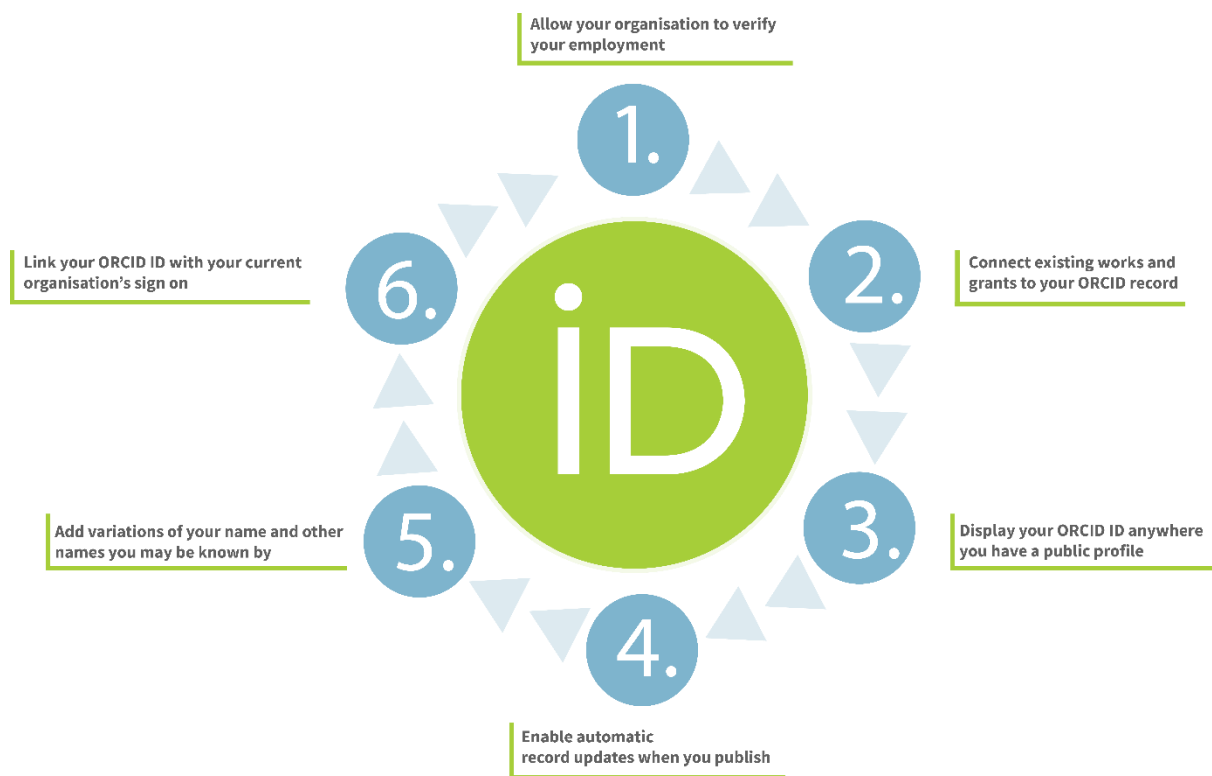 Allow your organisation to verify
your employment
1.
2.
Connect existing works and
grants to your ORCID record
3.
Display your ORCID ID anywhere
you have a public profile
4.
Enable automatic
record updates when you publish
5.
Add variations of your name and other
names you may be known by
6.
Link your ORCID ID with your current
organisation’s sign on
iD